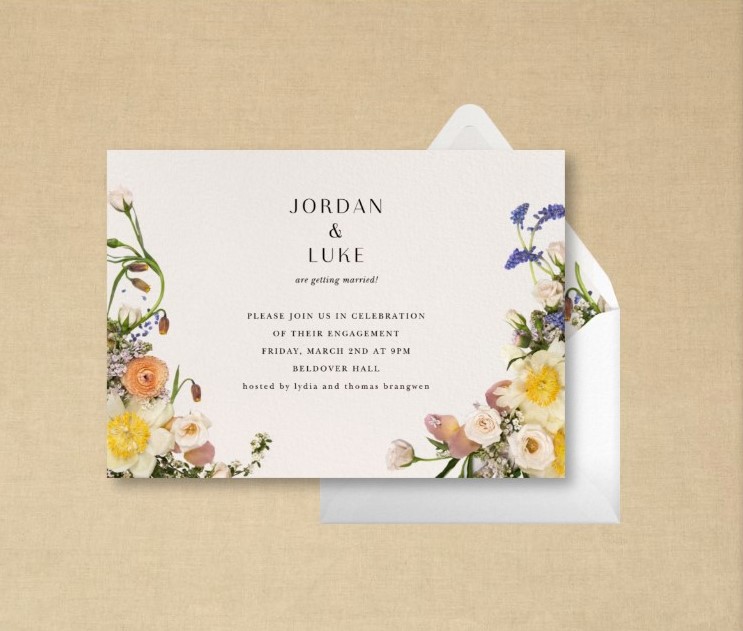 JORDAN
&
LUKE
are getting married!
PLEASE JOIN US IN CELEBRATION
OF THEIR ENGAGEMENT
FRIDAY, MARCH 2ND AT 9PM
BELDOVER HALL
hosted by lydia and thomas brangwen